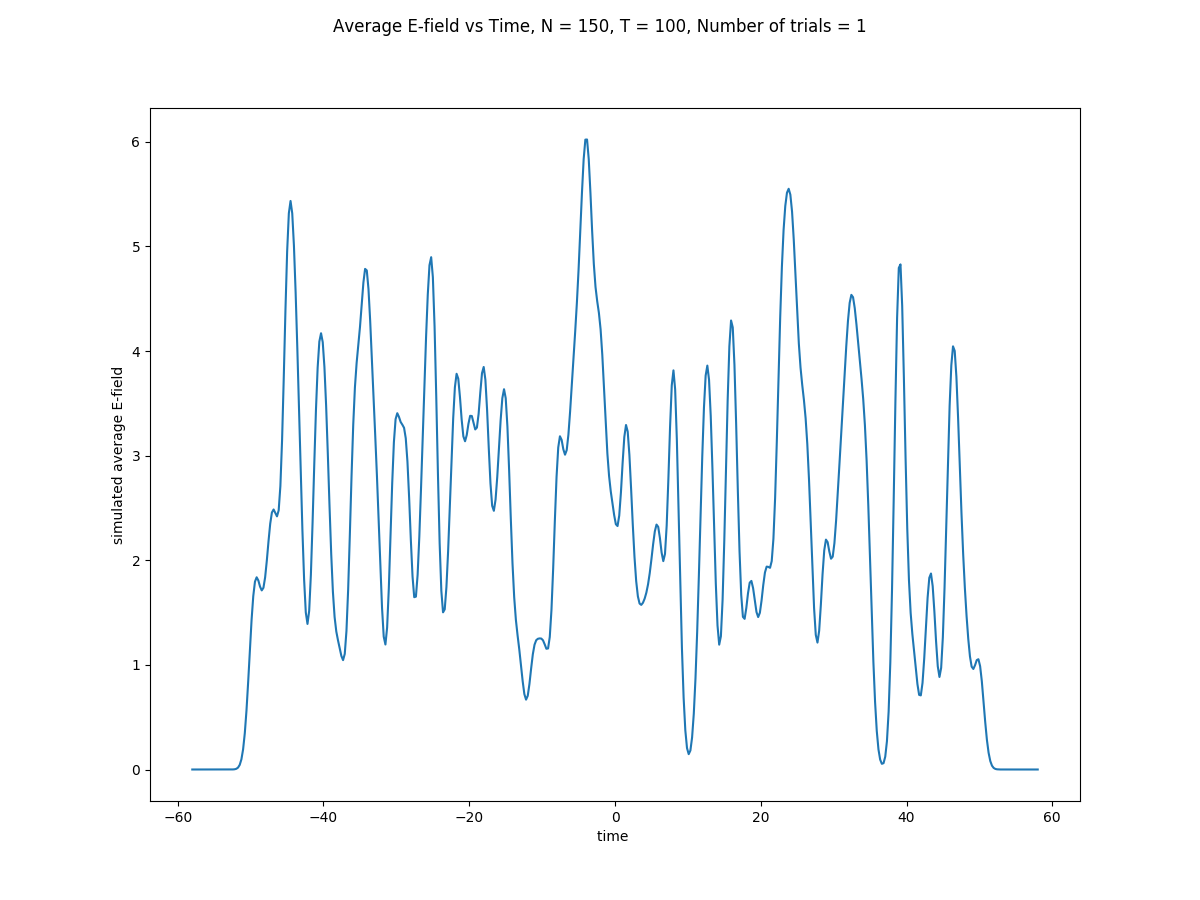 Average E-field vs Time, N = 150, T = 100, Number of trials = 1
simulated average E-field
6
5
4
3
2
1
0
−60 −40 −20 0 20 40 60
time